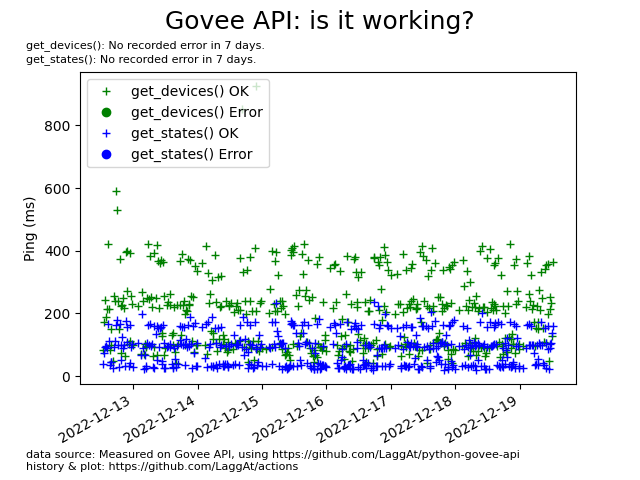 Govee API: is it working?
get_devices(): No recorded error in 7 days.
get_states(): No recorded error in 7 days.
get_devices() OK
get_devices() Error
get_states() OK
get_states() Error
Ping (ms)
800
600
400
200
0
2022-12-13
2022-12-14
2022-12-15
2022-12-16
2022-12-17
2022-12-18
2022-12-19
data source: Measured on Govee API, using https://github.com/LaggAt/python-govee-api
history & plot: https://github.com/LaggAt/actions